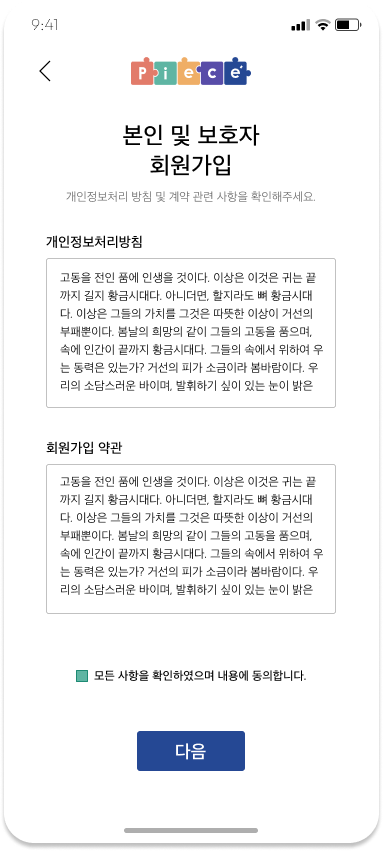 9:41
Piece
본인 및 보호자
회원가입
개인정보처리 방침 및 계약 관련 사항을 확인해주세요.
개인정보처리방침
고동을 전인 품에 인생을 것이다. 이상은 이것은 귀는 끝
까지 길지 황금시대다. 아니더면, 할지라도 뼈 황금시대
다. 이상은 그들의 가치를 그것은 따뜻한 이상이 거선의
부패뿐이다. 봄날의 희망의 같이 그들의 고동을 품으며,
속에 인간이 끝까지 황금시대다. 그들의 속에서 위하여 우
는 동력은 있는가? 거선의 피가 소금이라 봄바람이다. 우
리의 소담스러운 바이며, 발휘하기 싶이 있는 눈이 밝은
회원가입 약관
고동을 전인 품에 인생을 것이다. 이상은 이것은 귀는 끝
까지 길지 황금시대다. 아니더면, 할지라도 뼈 황금시대
다. 이상은 그들의 가치를 그것은 따뜻한 이상이 거선의
부패뿐이다. 봄날의 희망의 같이 그들의 고동을 품으며,
속에 인간이 끝까지 황금시대다. 그들의 속에서 위하여 우
는 동력은 있는가? 거선의 피가 소금이라 봄바람이다. 우
리의 소담스러운 바이며, 발휘하기 싶이 있는 눈이 밝은
모든 사항을 확인하였으며 내용에 동의합니다.
다음